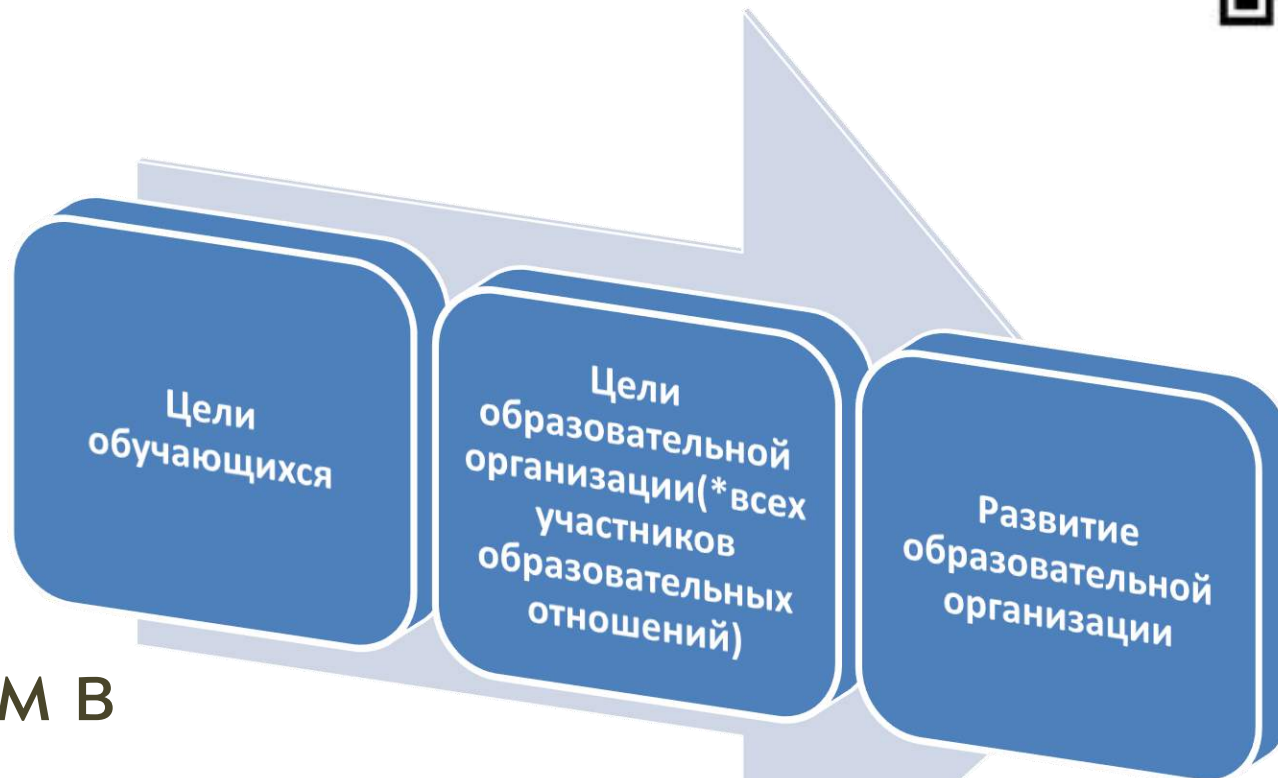 Цели
обучающихся
Цели
образовательной
организации(*всех
участников
образовательных
отношений)
Развитие
образовательной
организации
М В